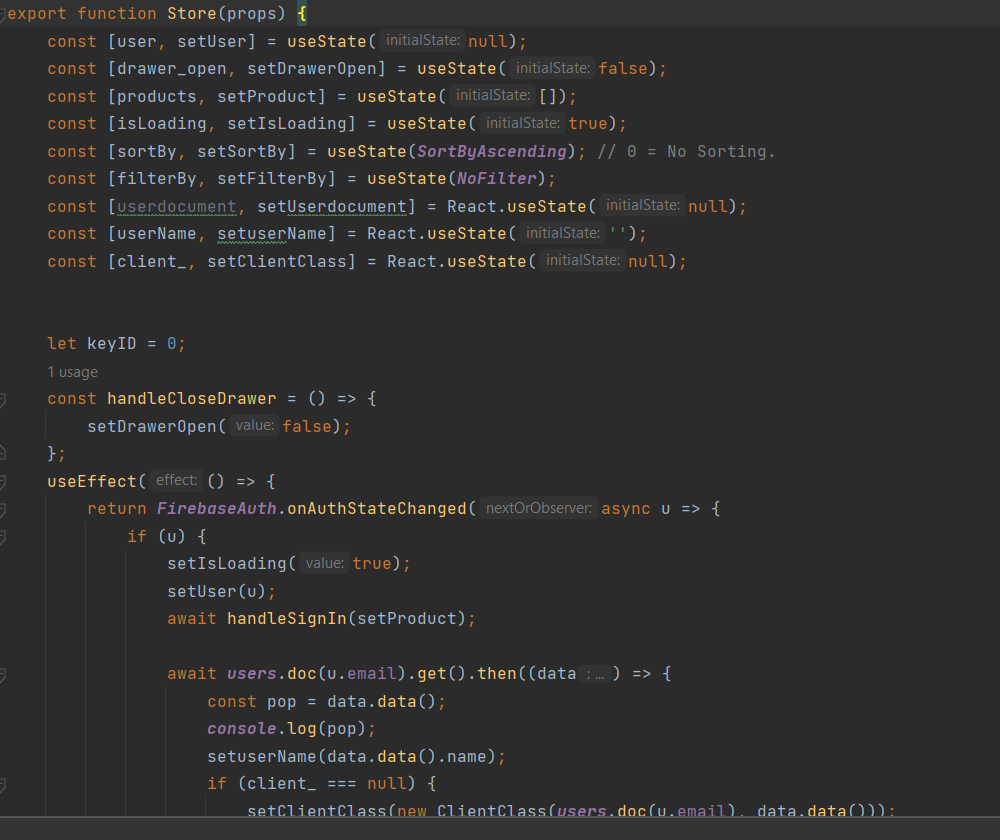 export function Store(props) {
const [user, setUser] = useState( initialState: null);
const [drawer_open, setDrawerOpen] = useState( initialState: false);
const [products, setProduct] = useState( initialState: []);
const [isLoading, setIsLoading] = useState( initialState: true);
const [sortBy, setSortBy] = useState(SortByAscending); // 0 = No Sorting.
const [filterBy, setFilterBy] = useState(NoFilter);
const [userdocument, setUserdocument] = React.useState( initialState: null);
const [userName, setuserName] = React.useState( initialState: '');
const [client_, setClientClass] = React.useState( initialState: null);
let keyID = 0;
1 usage
const handleCloseDrawer = () => {
setDrawerOpen( value: false);
};
useEffect( effect: () => {
return FirebaseAuth.onAuthStateChanged( nextOrObserver: async u => {
if (u) {
setIsLoading( value: true);
setUser(u);
await handleSignIn(setProduct);
await users.doc(u.email).get().then((data : … ) => {
const pop = data.data();
console.log(pop);
setuserName(data.data().name);
if (client_ === null) {
setClientClass(new ClientClass(users.doc(u.email), data.data()));